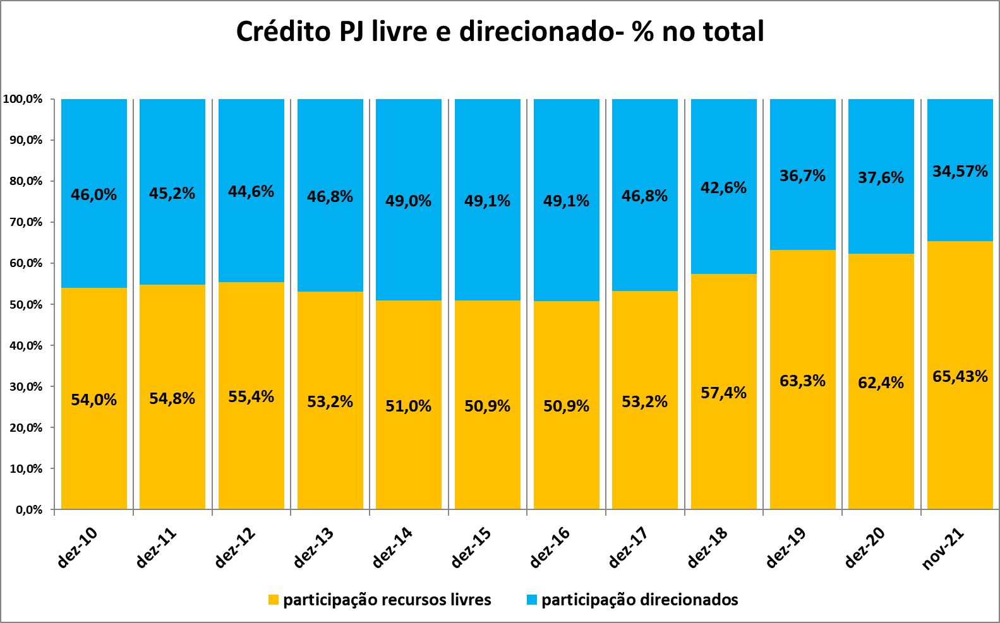 Crédito PJ livre e direcionado- % no total
100,0%
90,0%
80,0%
70,0%
60,0%
50,0%
40,0%
30,0%
20,0%
10,0%
0,0%
46,0% 45,2% 44,6% 46,8% 49,0% 49,1% 49,1% 46,8% 42,6% 36,7% 37,6% 34,57%
54,0% 54,8% 55,4% 53,2% 51,0% 50,9% 50,9% 53,2% 57,4% 63,3% 62,4% 65,43%
dez-10 dez-11 dez-12 dez-13 dez-14 dez-15 dez-16 dez-17 dez-18 dez-19 dez-20 nov-21
participação recursos livres participação direcionados